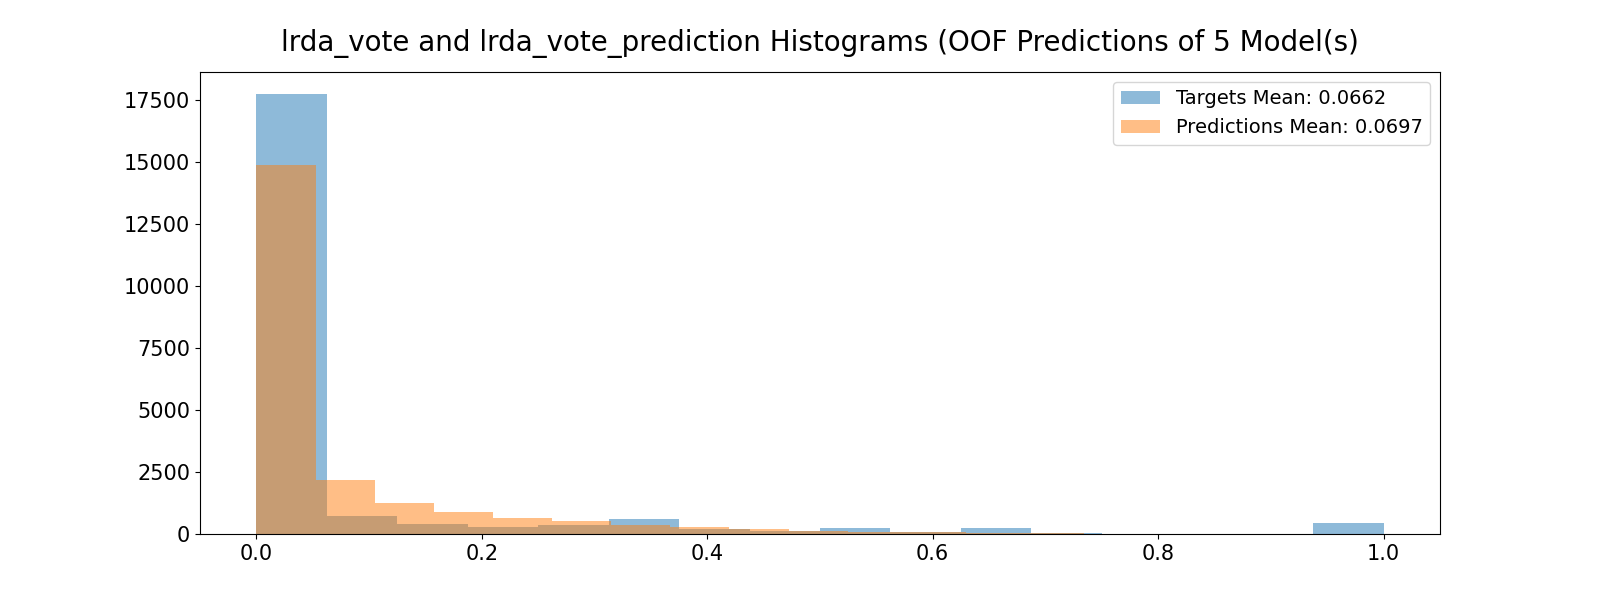 lrda_vote and lrda_vote_prediction Histograms (OOF Predictions of 5 Model(s)
Targets Mean: 0.0662
Predictions Mean: 0.0697
17500
15000
12500
10000
7500
5000
2500
0
0.0 0.2 0.4 0.6 0.8 1.0